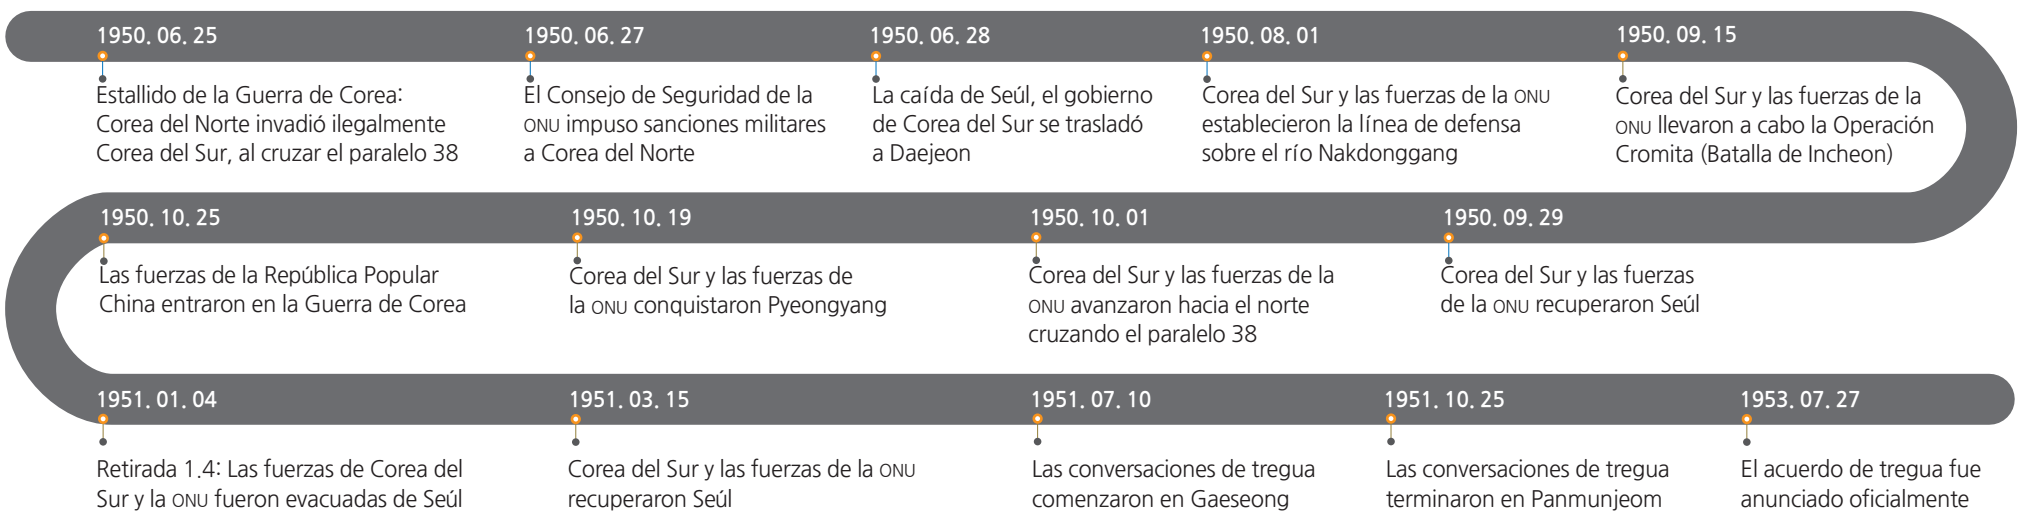 1950. 06. 25
Estallido de la Guerra de Corea:
Corea del Norte invadió ilegalmente
Corea del Sur, al cruzar el paralelo 38
1950. 06. 27
El Consejo de Seguridad de la
ONU impuso sanciones militares
a Corea del Norte
1950. 06. 28
La caída de Seúl, el gobierno
de Corea del Sur se trasladó
a Daejeon
1950. 08. 01
Corea del Sur y las fuerzas de la ONU
establecieron la línea de defensa
sobre el río Nakdonggang
1950. 09. 15
Corea del Sur y las fuerzas de la
ONU llevaron a cabo la Operación
Cromita (Batalla de Incheon)
1950. 09. 29
Corea del Sur y las fuerzas
de la ONU recuperaron Seúl
1950. 10. 01
Corea del Sur y las fuerzas de la
ONU avanzaron hacia el norte
cruzando el paralelo 38
1950. 10. 19
Corea del Sur y las fuerzas de
la ONU conquistaron Pyeongyang
1950. 10. 25
Las fuerzas de la República Popular
China entraron en la Guerra de Corea
1951. 01. 04
Retirada 1.4: Las fuerzas de Corea del
Sur y la ONU fueron evacuadas de Seúl
1951. 03. 15
Corea del Sur y las fuerzas de la ONU
recuperaron Seúl
1951. 07. 10
Las conversaciones de tregua
comenzaron en Gaeseong
1951. 10. 25
Las conversaciones de tregua
terminaron en Panmunjeom
1953. 07. 27
El acuerdo de tregua fue
anunciado oficialmente